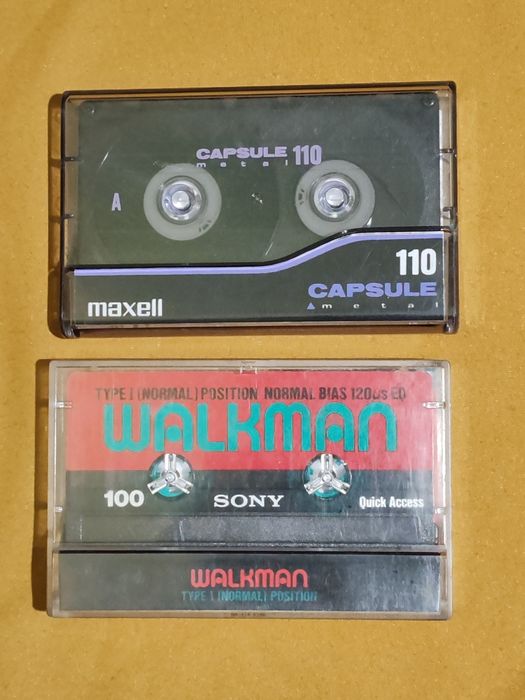 CAPSULE 110
metal
A
110
CAPSULE
maxell
metal
TYPE I (NORMAL) POSITION NORMAL BIAS 120us EQ
WALKMAN
100
SONY
Quick Access
WALKMAN
TYPE I (NORMAL) POSITION